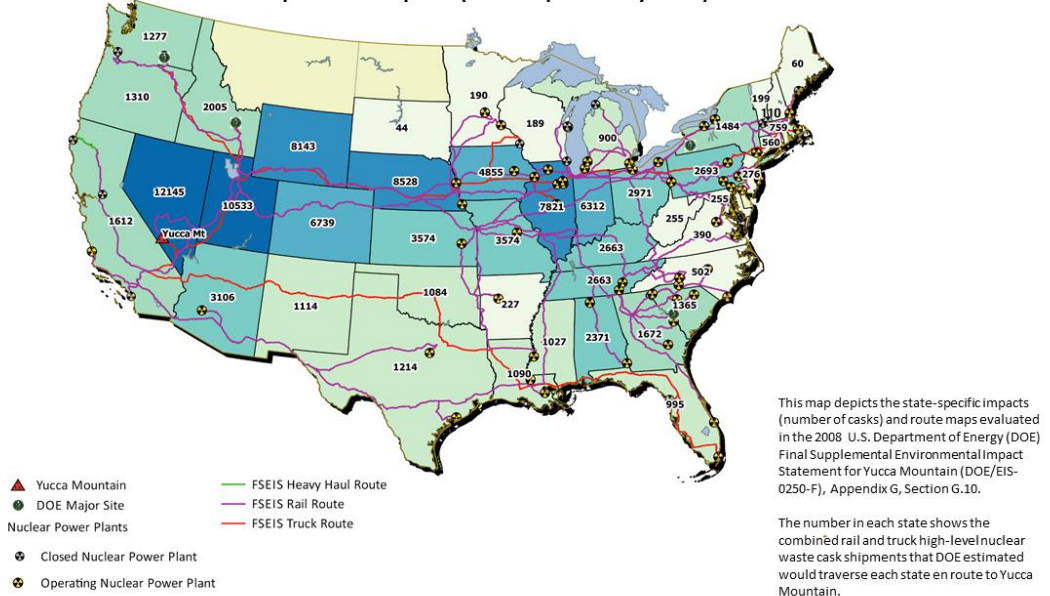 1277
60
1310
2005
190
199
110
44
189
900
1484
759
560
8143
4855
2693
276
8528
2971
255
12145
10533
7821
6312
255
1612
6739
3574
3574
2663
390
Yucca Mt
3106
2663
502
1114
1084
227
1365
1027
2371
1672
1214
1090
995
This map depicts the state-specific impacts
(number of casks) and route maps evaluated
in the 2008 U.S. Department of Energy (DOE)
Final Supplemental Environmental Impact
Statement for Yucca Mountain (DOE/EIS-
0250-F), Appendix G, Section G.10.
The number in each state shows the
combined rail and truck high-level nuclear
waste cask shipments that DOE estimated
would traverse each state en route to Yucca
Mountain.
Yucca Mountain
DOE Major Site
Nuclear Power Plants
Closed Nuclear Power Plant
Operating Nuclear Power Plant
FSEIS Heavy Haul Route
FSEIS Rail Route
FSEIS Truck Route